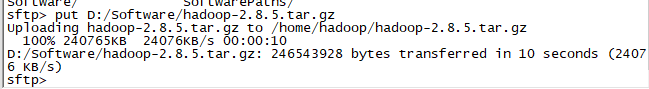 Software/ SoftwarePaths/
sftp> put D:/Software/hadoop-2.8.5.tar.gz
Uploading hadoop-2.8.5.tar.gz to /home/hadoop/hadoop-2.8.5.tar.gz
100% 240765KB 24076KB/s 00:00:10
D:/Software/hadoop-2.8.5.tar.gz: 246543928 bytes transferred in 10 seconds (2407
6 KB/s)
sftp>